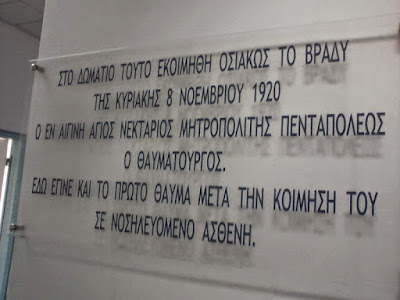 ΣΤΟ ΔΩΜΑΤΙΟ ΤΟΥΤΟ ΕΚΟΙΜΗΘΗ ΟΣΙΑΚΩΣ ΤΟ ΒΡΑΔΥ
ΤΗΣ ΚΥΡΙΑΚΗΣ 8 ΝΟΕΜΒΡΙΟΥ 1920
Ο ΕΝ ΑΙΓΙΝΗ ΑΓΙΟΣ ΝΕΚΤΑΡΙΟΣ ΜΗΤΡΟΠΟΛΙΤΗΣ ΠΕΝΤΑΠΟΛΕΩΣ
Ο ΘΑΥΜΑΤΟΥΡΓΟΣ.
ΕΔΩ ΕΓΙΝΕ ΚΑΙ ΤΟ ΠΡΩΤΟ ΘΑΥΜΑ ΜΕΤΑ ΤΗΝ ΚΟΙΜΗΣΗ ΤΟΥ
ΣΕ ΝΟΣΗΛΕΥΟΜΕΝΟ ΑΣΘΕΝΗ.